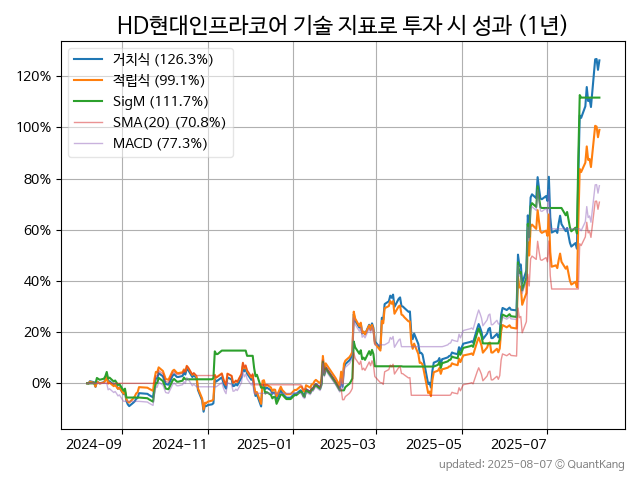 HD현대인프라코어 기술 지표로 투자 시 성과 (1년)
거치식 (126.3%)
적립식 (99.1%)
SigM (111.7%)
SMA(20) (70.8%)
MACD (77.3%)
120%
100%
80%
60%
40%
20%
0%
2024-09 2024-11 2025-01 2025-03 2025-05 2025-07
updated: 2025-08-07 © QuantKang